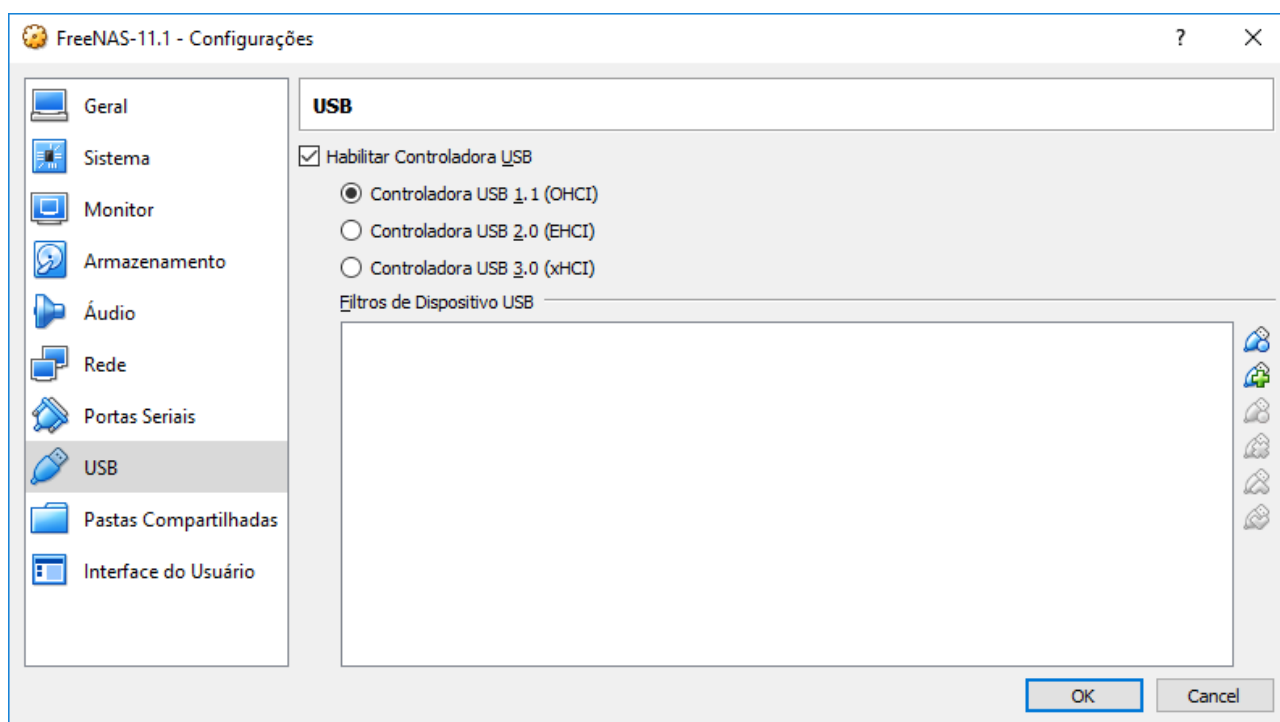 FreeNAS-11.1 - Configurações
?
Geral
Sistema
Monitor
Armazenamento
Áudio
Rede
Portas Seriais
USB
Pastas Compartilhadas
Interface do Usuário
USB
Habilitar Controladora USB
Controladora USB 1.1 (OHCI)
Controladora USB 2.0 (EHCI)
Controladora USB 3.0 (xHCI)
Filtros de Dispositivo USB
OK
Cancel